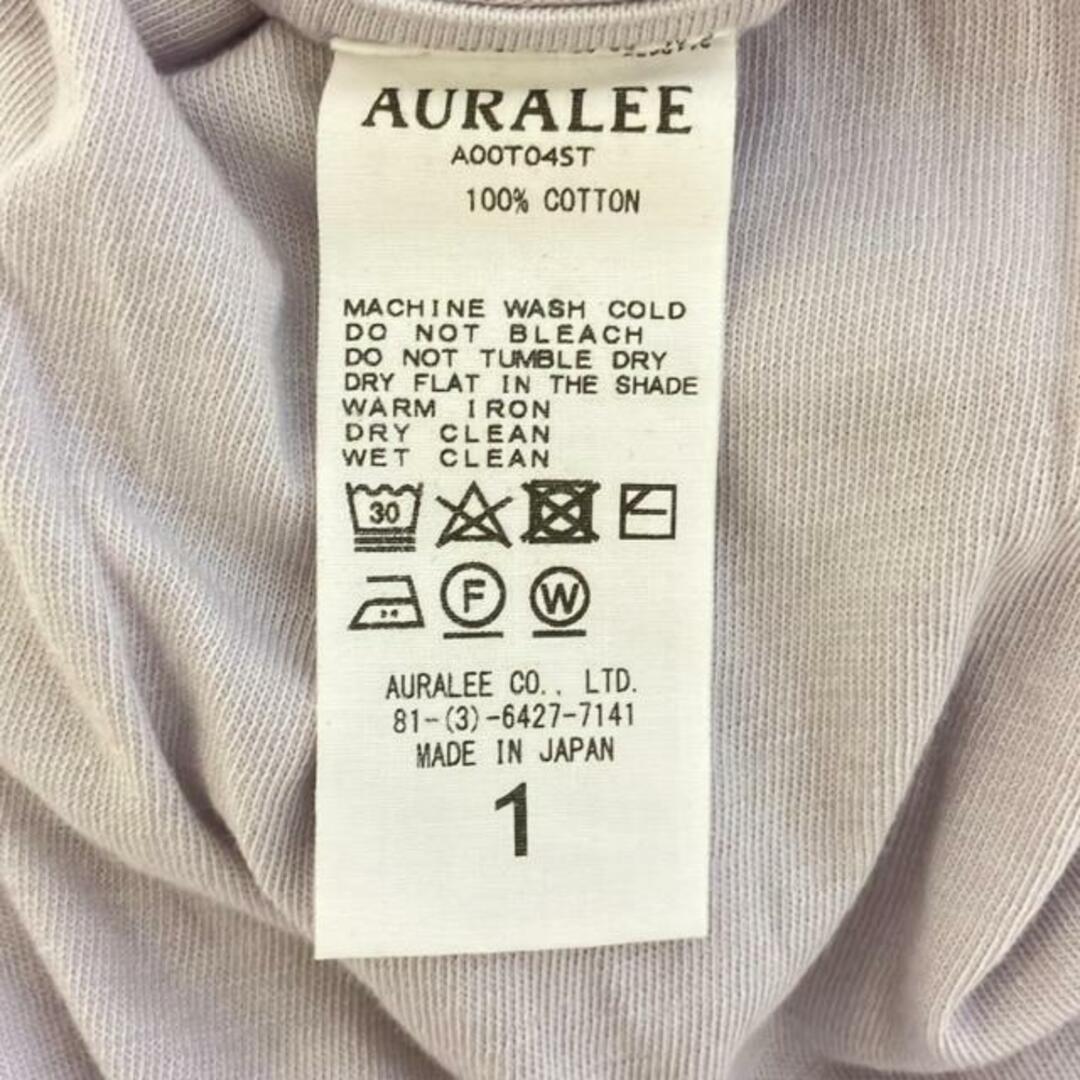 AURALEE
A00T04ST
100% COTTON
MACHINE WASH COLD
DO NOT BLEACH
DO NOT TUMBLE DRY
DRY FLAT IN THE SHADE
WARM IRON
DRY CLEAN
WET CLEAN
30
F W
AURALEE CO., LTD.
81-(3)-6427-7141
MADE IN JAPAN
1